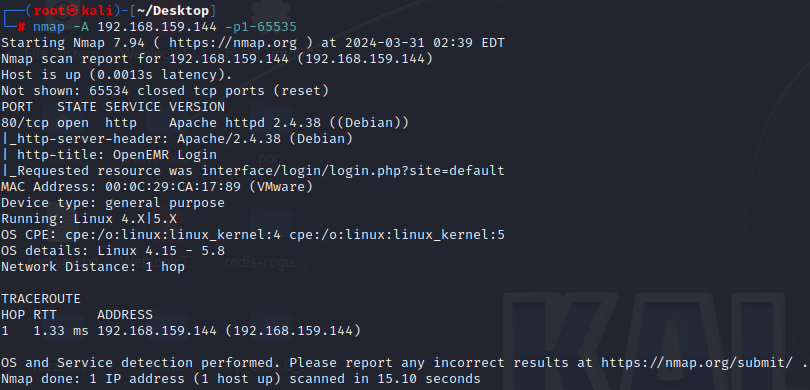 ┌──(root㉿kali)-[~/Desktop]
└─# nmap -A 192.168.159.144 -p1-65535
Starting Nmap 7.94 ( https://nmap.org ) at 2024-03-31 02:39 EDT
Nmap scan report for 192.168.159.144 (192.168.159.144)
Host is up (0.0013s latency).
Not shown: 65534 closed tcp ports (reset)
PORT   STATE SERVICE VERSION
80/tcp open  http    Apache httpd 2.4.38 ((Debian))
|_http-server-header: Apache/2.4.38 (Debian)
| http-title: OpenEMR Login
|_Requested resource was interface/login/login.php?site=default
MAC Address: 00:0C:29:CA:17:89 (VMware)
Device type: general purpose
Running: Linux 4.X|5.X
OS CPE: cpe:/o:linux:linux_kernel:4 cpe:/o:linux:linux_kernel:5
OS details: Linux 4.15 - 5.8
Network Distance: 1 hop
TRACEROUTE
HOP RTT     ADDRESS
1   1.33 ms 192.168.159.144 (192.168.159.144)
OS and Service detection performed. Please report any incorrect results at https://nmap.org/submit/ .
Nmap done: 1 IP address (1 host up) scanned in 15.10 seconds